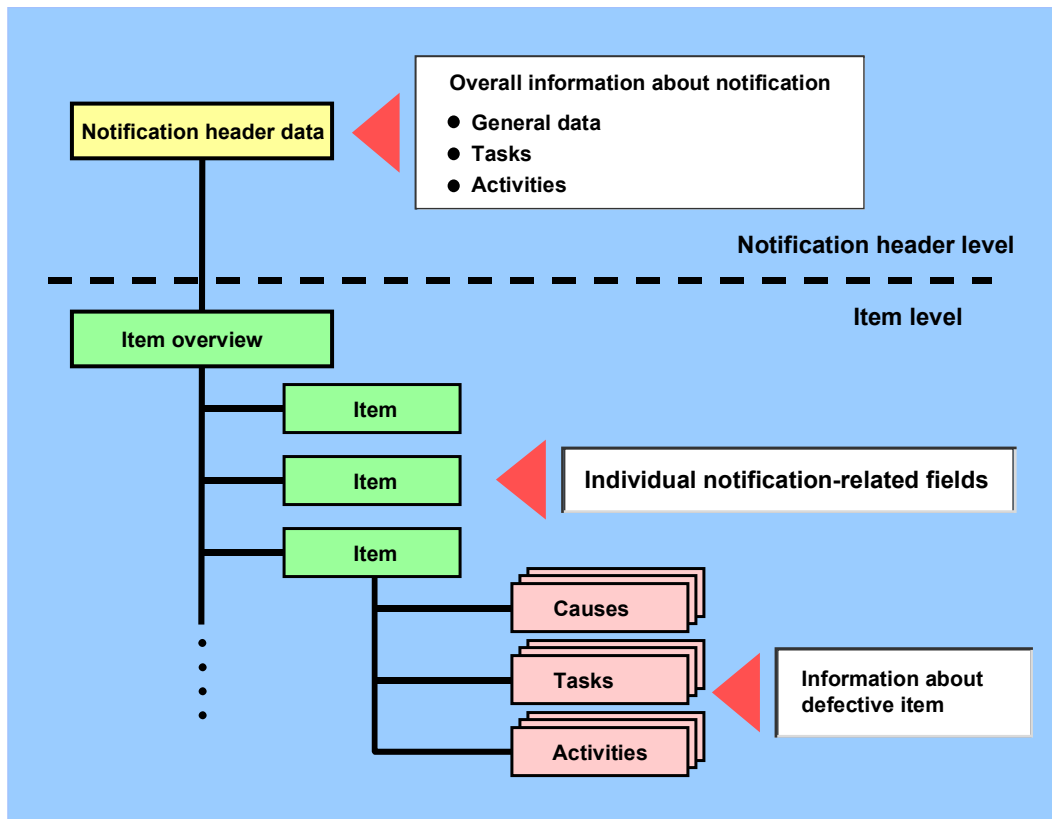 Overall information about notification
Notification header data
● General data
● Tasks
● Activities
Notification header level
Item level
Item overview
Item
Item
Individual notification-related fields
Item
Causes
Tasks
Information about
defective item
Activities